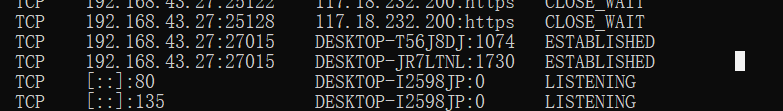 TCP 192.168.43.27:25122 117.18.232.200:https CLOSE_WAIT
TCP 192.168.43.27:25128 117.18.232.200:https CLOSE_WAIT
TCP 192.168.43.27:27015 DESKTOP-T56J8DJ:1074 ESTABLISHED
TCP 192.168.43.27:27015 DESKTOP-JR7LTNL:1730 ESTABLISHED
TCP [::]:80 DESKTOP-I2598JP:0 LISTENING
TCP [::]:135 DESKTOP-I2598JP:0 LISTENING